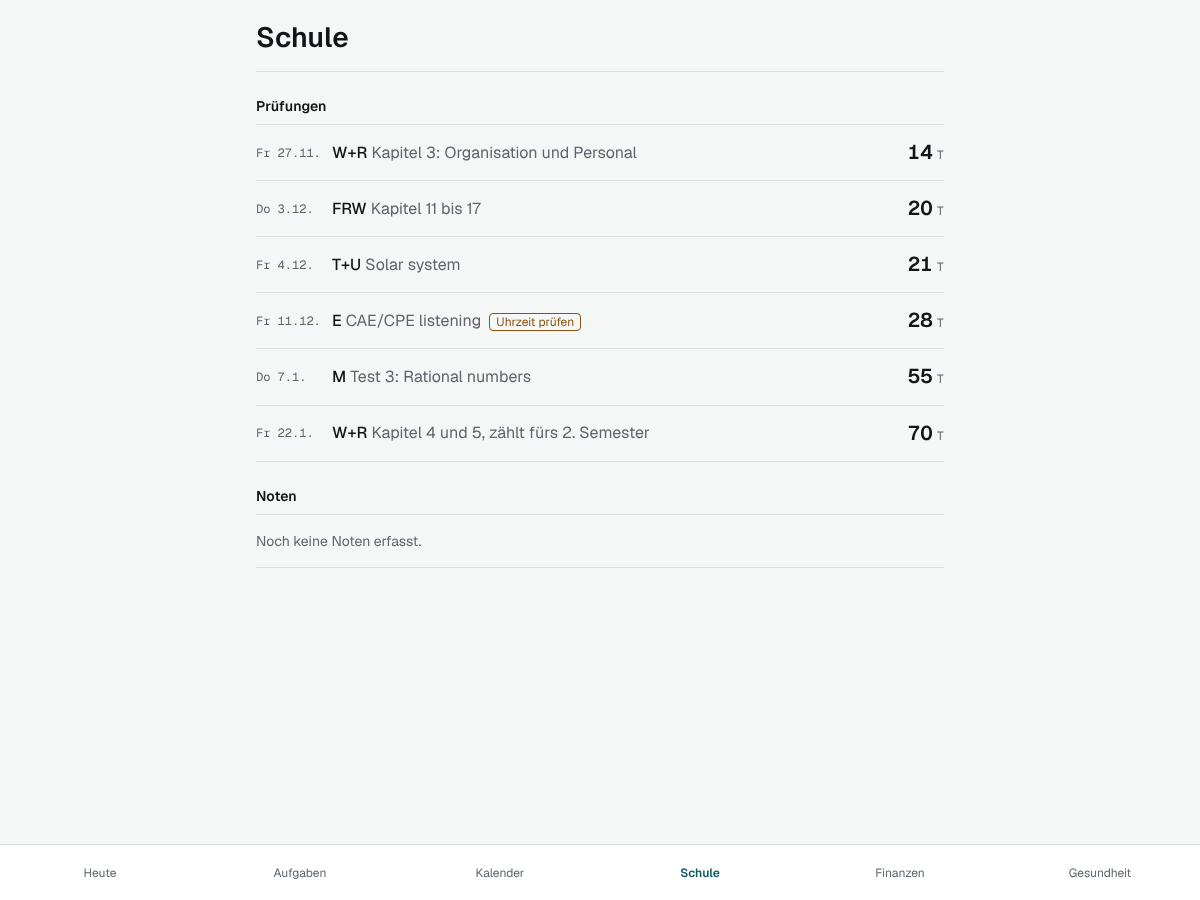 Schule
Prüfungen
Fr 27.11. W+R Kapitel 3: Organisation und Personal 14 T
Do 3.12. FRW Kapitel 11 bis 17 20 T
Fr 4.12. T+U Solar system 21 T
Fr 11.12. E CAE/CPE listening Uhrzeit prüfen 28 T
Do 7.1. M Test 3: Rational numbers 55 T
Fr 22.1. W+R Kapitel 4 und 5, zählt fürs 2. Semester 70 T
Noten
Noch keine Noten erfasst.
Heute Aufgaben Kalender Schule Finanzen Gesundheit